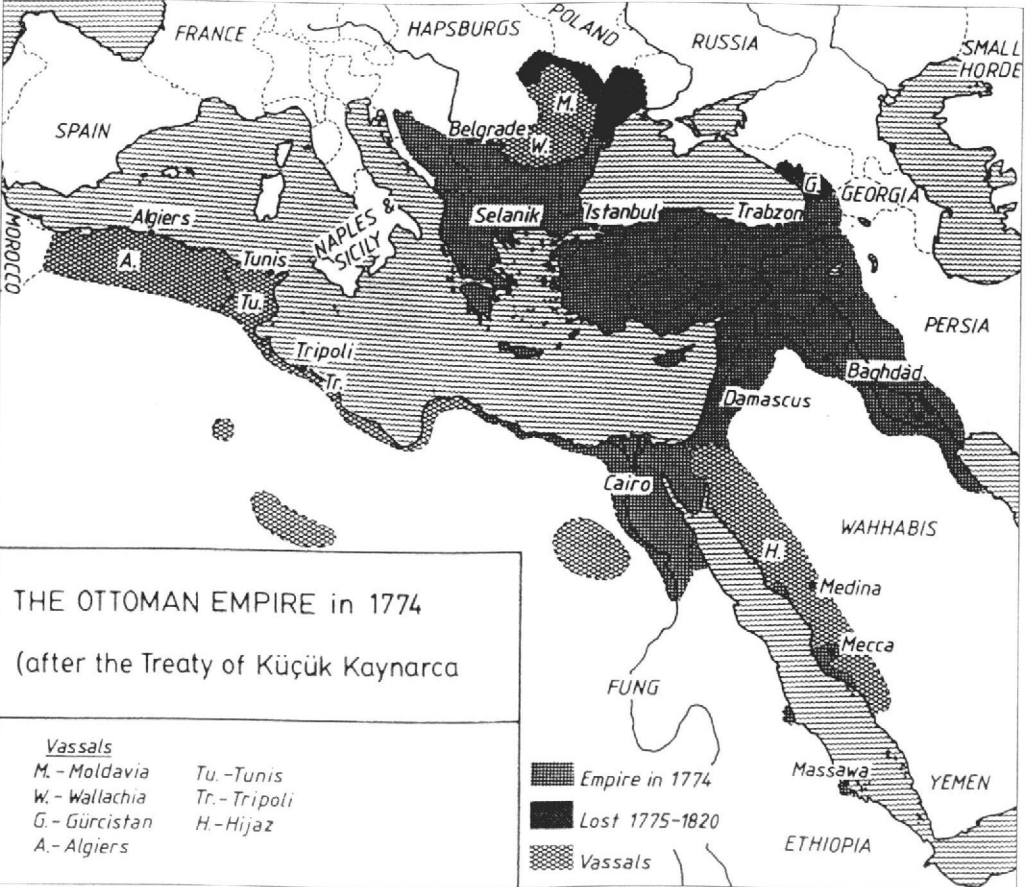 FRANCE
HAPSBURGS
POLAND
RUSSIA
SMALL
HORDE
SPAIN
M.
Belgrade
W.
G.
GEORGIA
MOROCCO
Algiers
Selanik
Istanbul
Trabzon
NAPLES &
SICILY
A.
Tunis
Tu.
PERSIA
Tripoli
Tr.
Baghdad
Damascus
Cairo
WAHHABIS
H.
Medina
Mecca
FUNG
Massawa
YEMEN
ETHIOPIA
THE OTTOMAN EMPIRE in 1774
(after the Treaty of Küçük Kaynarca
Vassals
M. - Moldavia
W. - Wallachia
G. - Gürcistan
A. - Algiers
Tu. - Tunis
Tr. - Tripoli
H. - Hijaz
Empire in 1774
Lost 1775-1820
Vassals